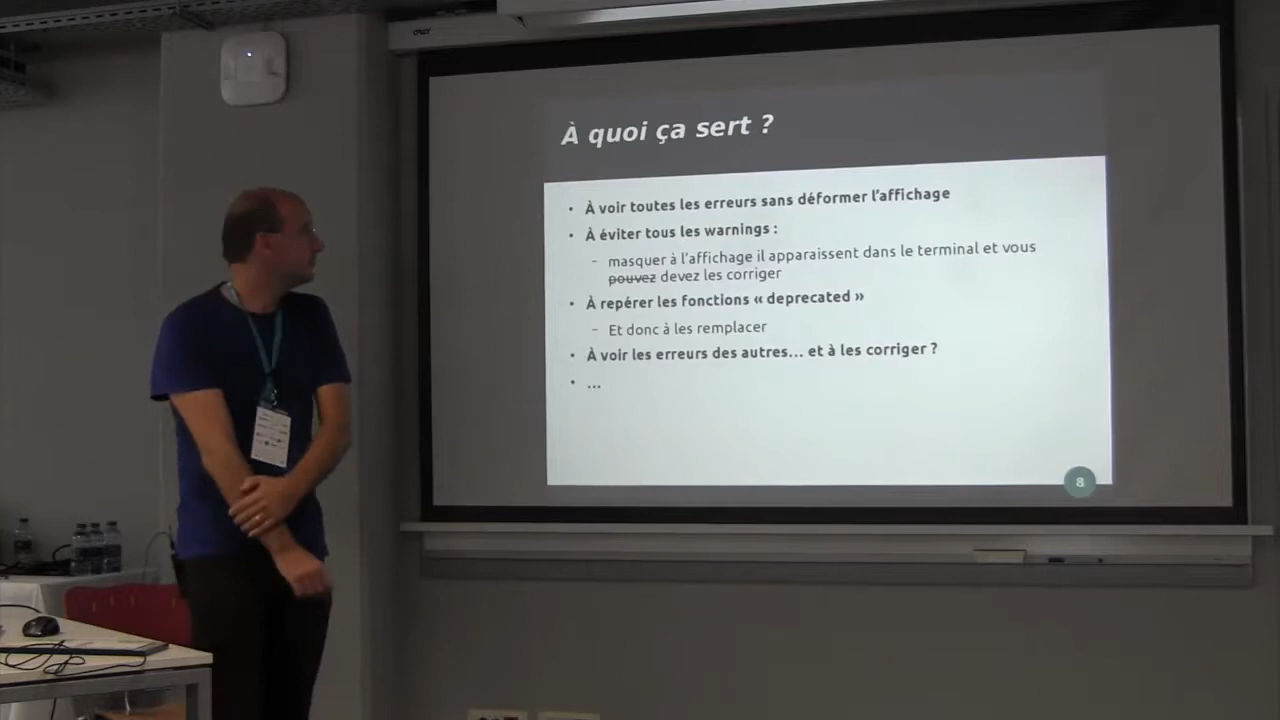 À quoi ça sert ?
• À voir toutes les erreurs sans déformer l'affichage
• À éviter tous les warnings :
– masquer à l'affichage il apparaissent dans le terminal et vous
pouvez devez les corriger
• À repérer les fonctions « deprecated »
– Et donc à les remplacer
• À voir les erreurs des autres… et à les corriger ?
• …
8